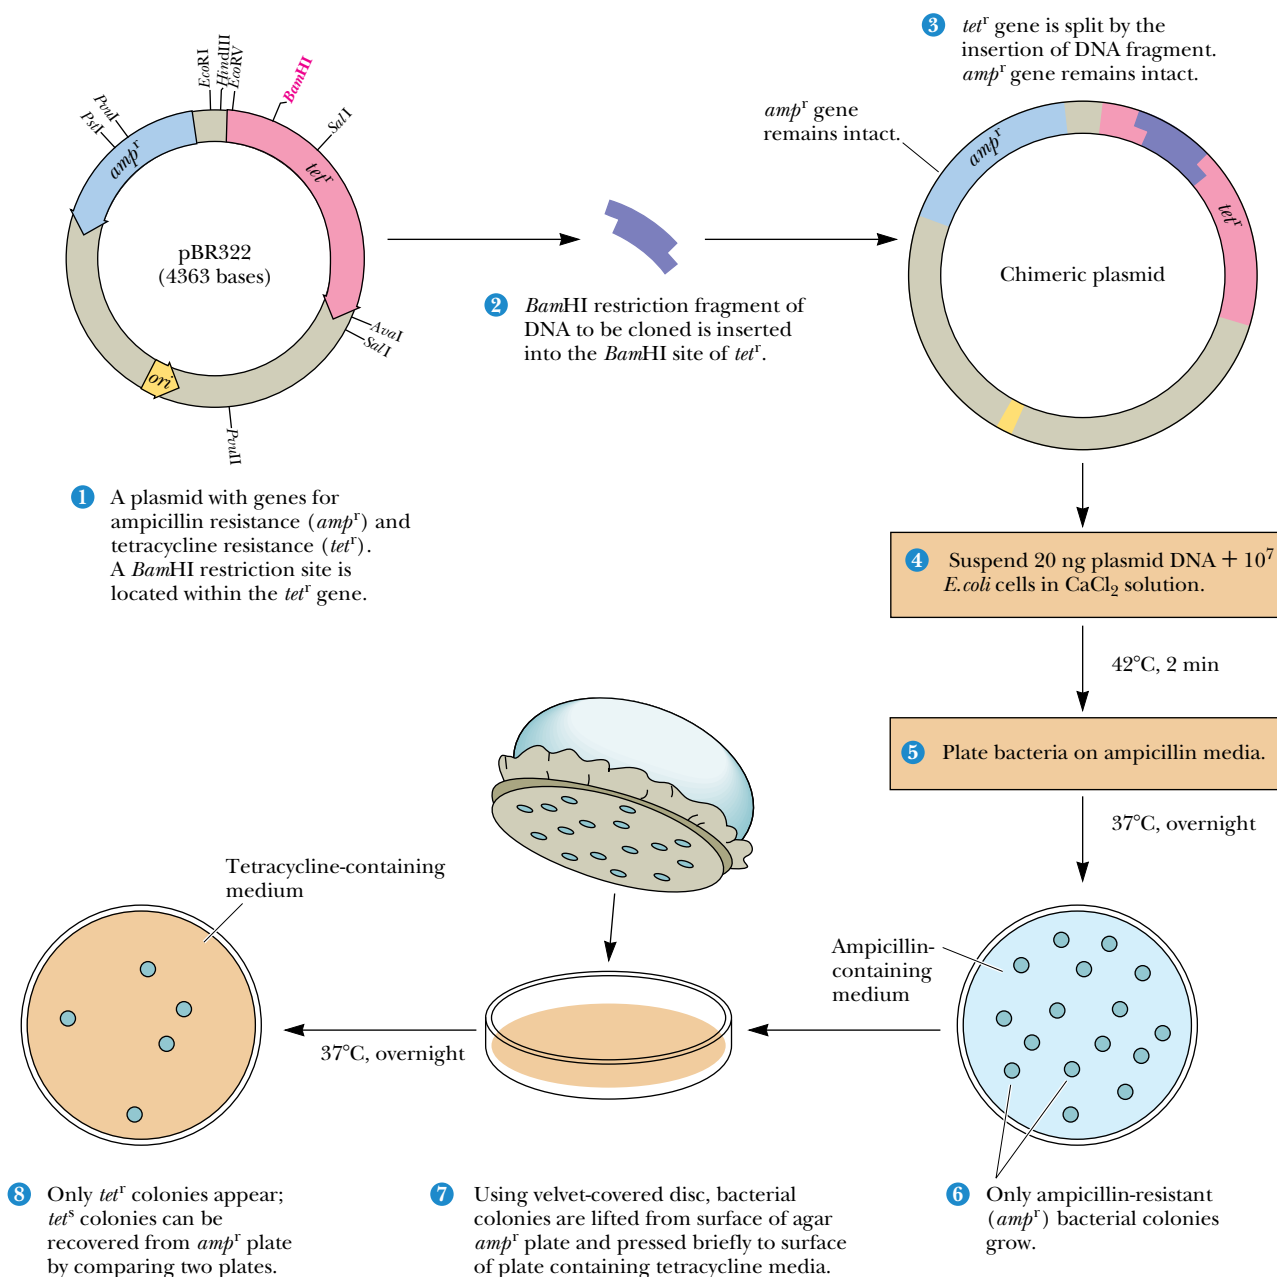 EcoRI
HindIII
EcoRV
BamHI
SalI
PvuI
PstI
ampʳ
tetʳ
pBR322
(4363 bases)
AvaI
SalI
ori
PvuII
1 A plasmid with genes for
ampicillin resistance (ampʳ) and
tetracycline resistance (tetʳ).
A BamHI restriction site is
located within the tetʳ gene.
2 BamHI restriction fragment of
DNA to be cloned is inserted
into the BamHI site of tetʳ.
3 tetʳ gene is split by the
insertion of DNA fragment.
ampʳ gene remains intact.
ampʳ gene
remains intact.
ampʳ
tetʳ
Chimeric plasmid
4 Suspend 20 ng plasmid DNA + 10⁷
E.coli cells in CaCl₂ solution.
42°C, 2 min
5 Plate bacteria on ampicillin media.
37°C, overnight
Ampicillin-
containing
medium
6 Only ampicillin-resistant
(ampʳ) bacterial colonies
grow.
7 Using velvet-covered disc, bacterial
colonies are lifted from surface of agar
ampʳ plate and pressed briefly to surface
of plate containing tetracycline media.
37°C, overnight
Tetracycline-containing
medium
8 Only tetʳ colonies appear;
tetˢ colonies can be
recovered from ampʳ plate
by comparing two plates.